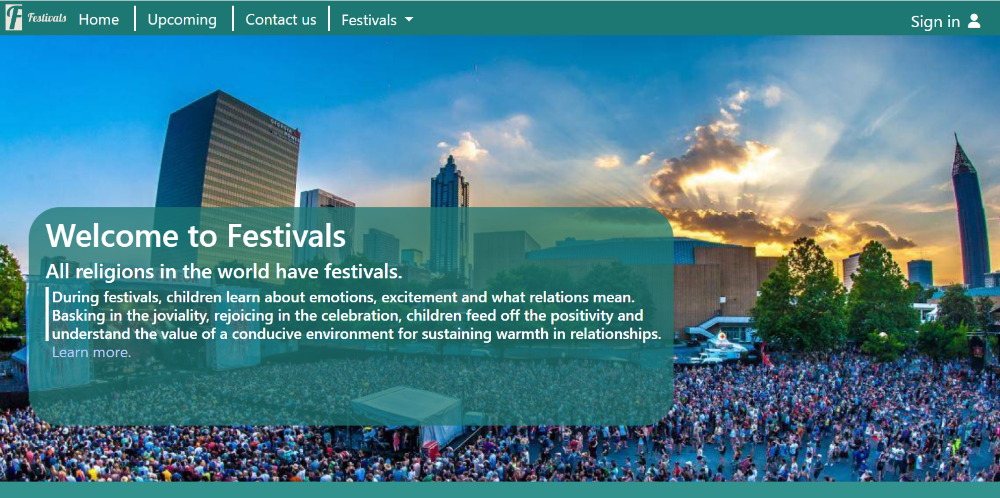 F Festivals Home Upcoming Contact us Festivals Sign in
GEORGIA POWER
Welcome to Festivals
All religions in the world have festivals.
During festivals, children learn about emotions, excitement and what relations mean.
Basking in the joviality, rejoicing in the celebration, children feed off the positivity and
understand the value of a conducive environment for sustaining warmth in relationships.
Learn more.